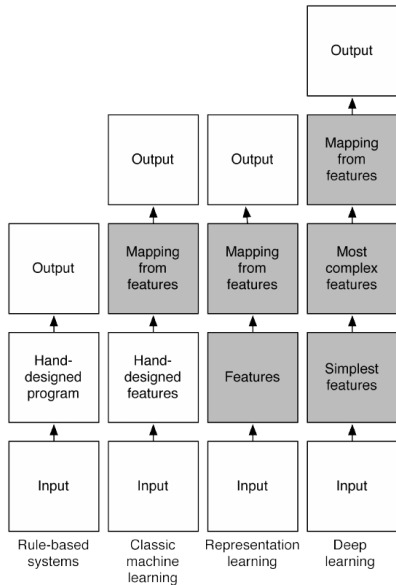 Output
Output
Output
Mapping
from
features
Output
Mapping
from
features
Mapping
from
features
Most
complex
features
Hand-
designed
program
Hand-
designed
features
Features
Simplest
features
Input
Input
Input
Input
Rule-based
systems
Classic
machine
learning
Representation
learning
Deep
learning